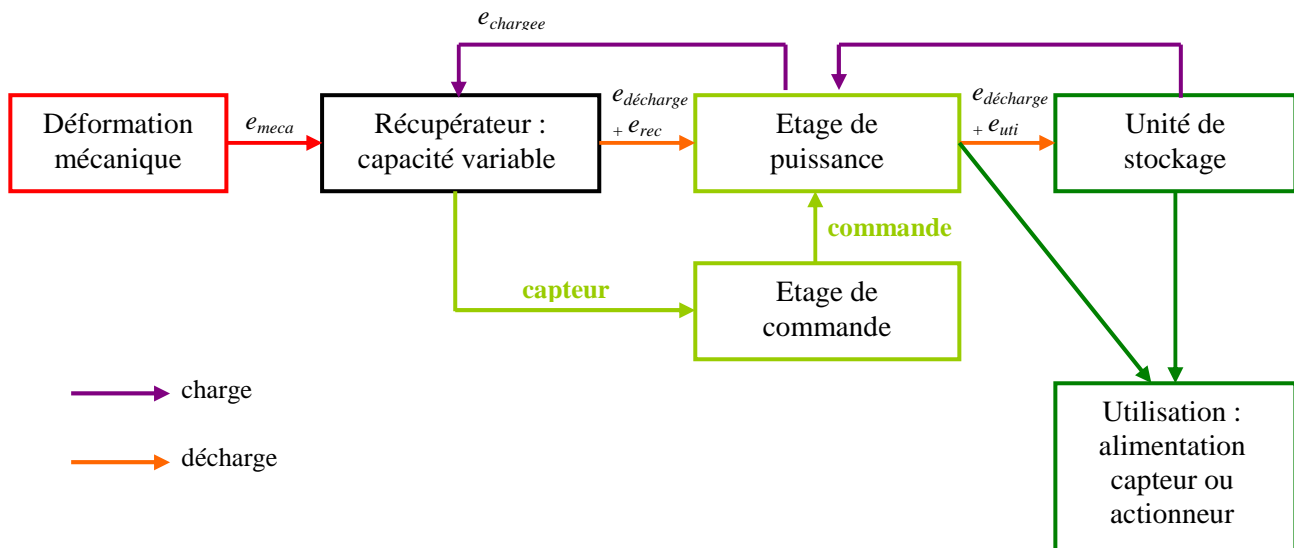 e_chargee
Déformation
mécanique
e_meca
Récupérateur :
capacité variable
e_décharge
+ e_rec
Etage de
puissance
e_décharge
+ e_uti
Unité de
stockage
commande
capteur
Etage de
commande
charge
décharge
Utilisation :
alimentation
capteur ou
actionneur